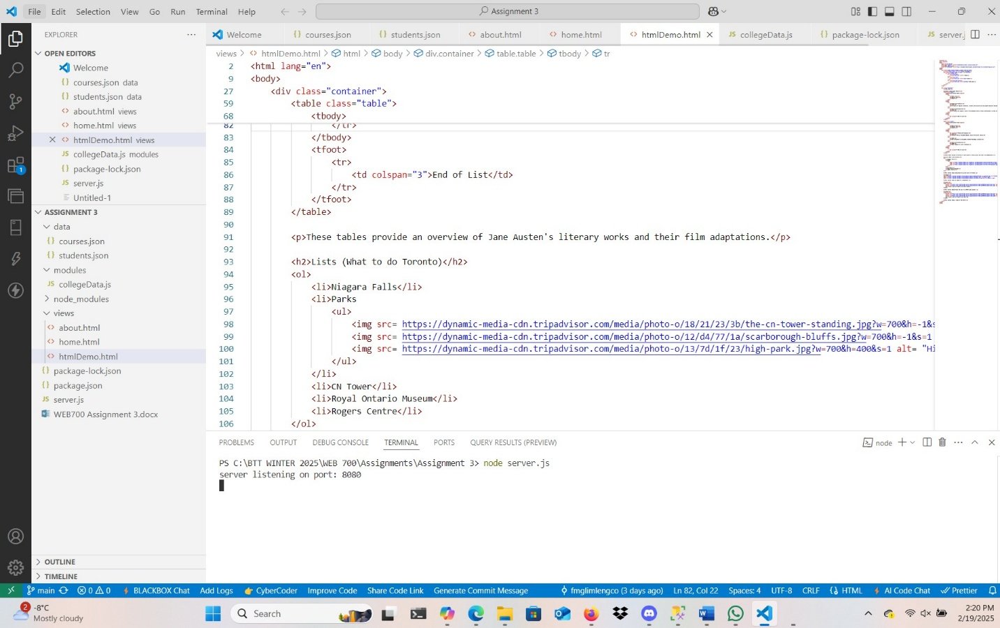 File Edit Selection View Go Run Terminal Help
Assignment 3
EXPLORER
Welcome courses.json students.json about.html home.html htmlDemo.html collegeData.js package-lock.json server.j
views > htmlDemo.html > html > body > div.container > table.table > tbody > tr
OPEN EDITORS
Welcome
courses.json data
students.json data
about.html views
home.html views
htmlDemo.html views
collegeData.js modules
package-lock.json
server.js
Untitled-1
1
ASSIGNMENT 3
data
courses.json
students.json
modules
collegeData.js
node_modules
views
about.html
home.html
htmlDemo.html
package-lock.json
package.json
server.js
WEB700 Assignment 3.docx
OUTLINE
TIMELINE
2 <html lang="en">
9 <body>
27 <div class="container">
59 <table class="table">
68 <tbody>
82 </tr>
83 </tbody>
84 <tfoot>
85 <tr>
86 <td colspan="3">End of List</td>
87 </tr>
88 </tfoot>
89 </table>
90
91 <p>These tables provide an overview of Jane Austen's literary works and their film adaptations.</p>
92
93 <h2>Lists (What to do Toronto)</h2>
94 <ol>
95 <li>Niagara Falls</li>
96 <li>Parks
97 <ul>
98 <img src= https://dynamic-media-cdn.tripadvisor.com/media/photo-o/18/21/23/3b/the-cn-tower-standing.jpg?w=700&h=-1&s
99 <img src= https://dynamic-media-cdn.tripadvisor.com/media/photo-o/12/d4/77/1a/scarborough-bluffs.jpg?w=700&h=-1&s=1
100 <img src= https://dynamic-media-cdn.tripadvisor.com/media/photo-o/13/7d/1f/23/high-park.jpg?w=700&h=400&s=1 alt= "Hi
101 </ul>
102 </li>
103 <li>CN Tower</li>
104 <li>Royal Ontario Museum</li>
105 <li>Rogers Centre</li>
106 </ol>
PROBLEMS OUTPUT DEBUG CONSOLE TERMINAL PORTS QUERY RESULTS (PREVIEW)
node
PS C:\BTT WINTER 2025\WEB 700\Assignments\Assignment 3> node server.js
server listening on port: 8080
main 0 0 BLACKBOX Chat Add Logs CyberCoder Improve Code Share Code Link Generate Commit Message fmglimlengco (3 days ago) Ln 82, Col 22 Spaces: 4 UTF-8 CRLF HTML AI Code Chat Prettier
2
-8°C
Mostly cloudy
Search
2:20 PM
2/19/2025